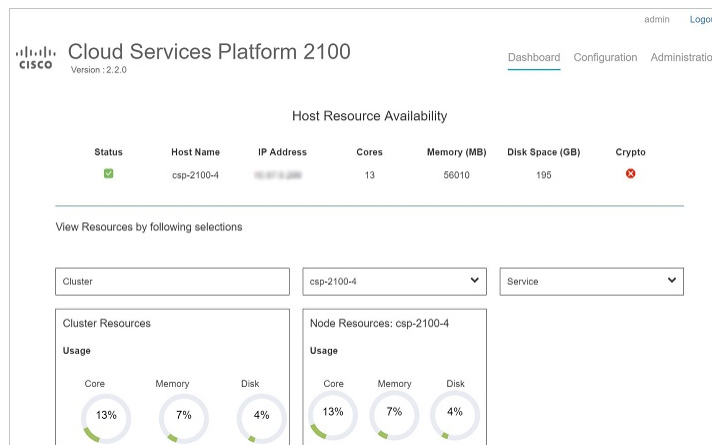 admin Logou
CISCO
Cloud Services Platform 2100
Version : 2.2.0
Dashboard Configuration Administratio
Host Resource Availability
Status Host Name IP Address Cores Memory (MB) Disk Space (GB) Crypto
csp-2100-4 13 56010 195
View Resources by following selections
Cluster csp-2100-4 Service
Cluster Resources
Usage
Core Memory Disk
13% 7% 4%
Node Resources: csp-2100-4
Usage
Core Memory Disk
13% 7% 4%